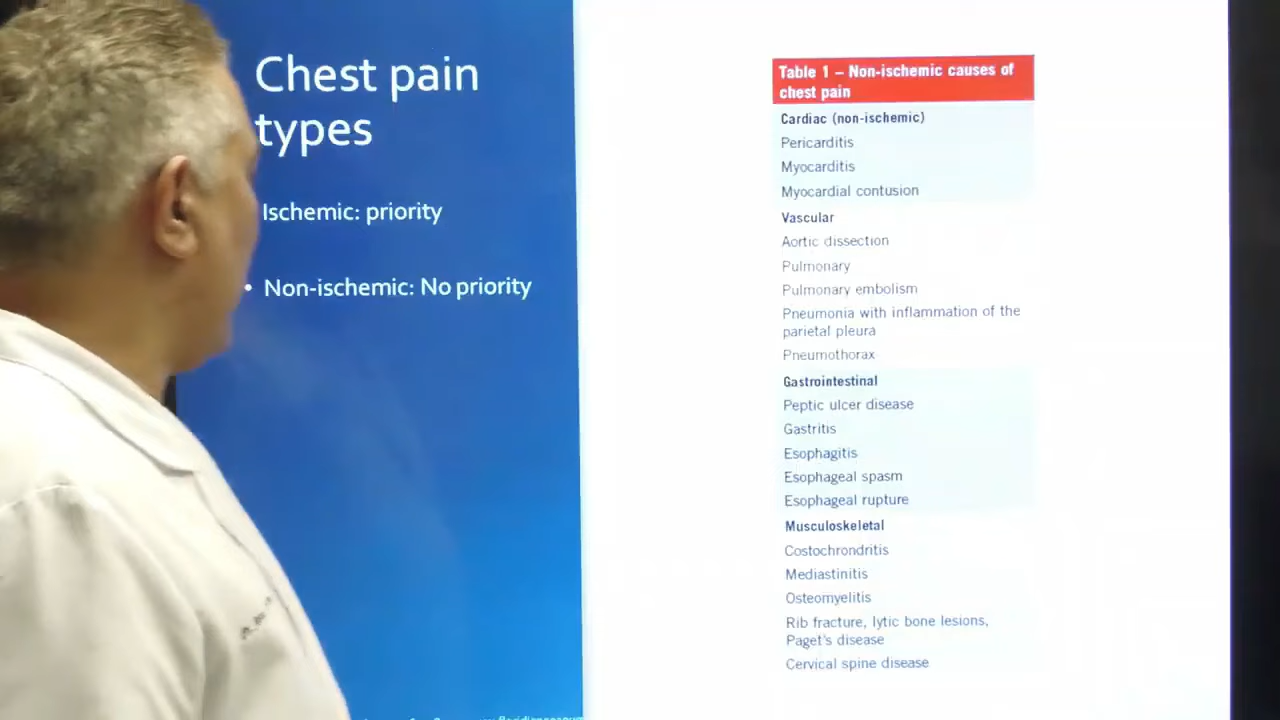 Chest pain
types
Ischemic: priority
• Non-ischemic: No priority
Table 1 – Non-ischemic causes of
chest pain
Cardiac (non-ischemic)
Pericarditis
Myocarditis
Myocardial contusion
Vascular
Aortic dissection
Pulmonary
Pulmonary embolism
Pneumonia with inflammation of the
parietal pleura
Pneumothorax
Gastrointestinal
Peptic ulcer disease
Gastritis
Esophagitis
Esophageal spasm
Esophageal rupture
Musculoskeletal
Costochrondritis
Mediastinitis
Osteomyelitis
Rib fracture, lytic bone lesions,
Paget's disease
Cervical spine disease